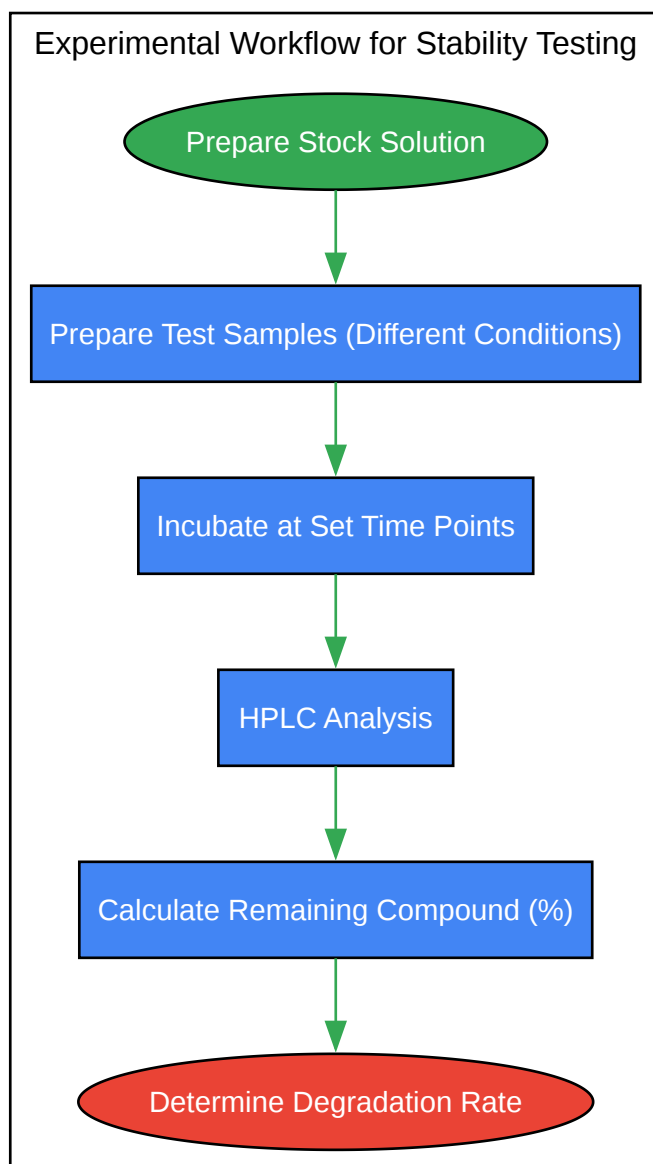 Experimental Workflow for Stability Testing
Prepare Stock Solution
Prepare Test Samples (Different Conditions)
Incubate at Set Time Points
HPLC Analysis
Calculate Remaining Compound (%)
Determine Degradation Rate